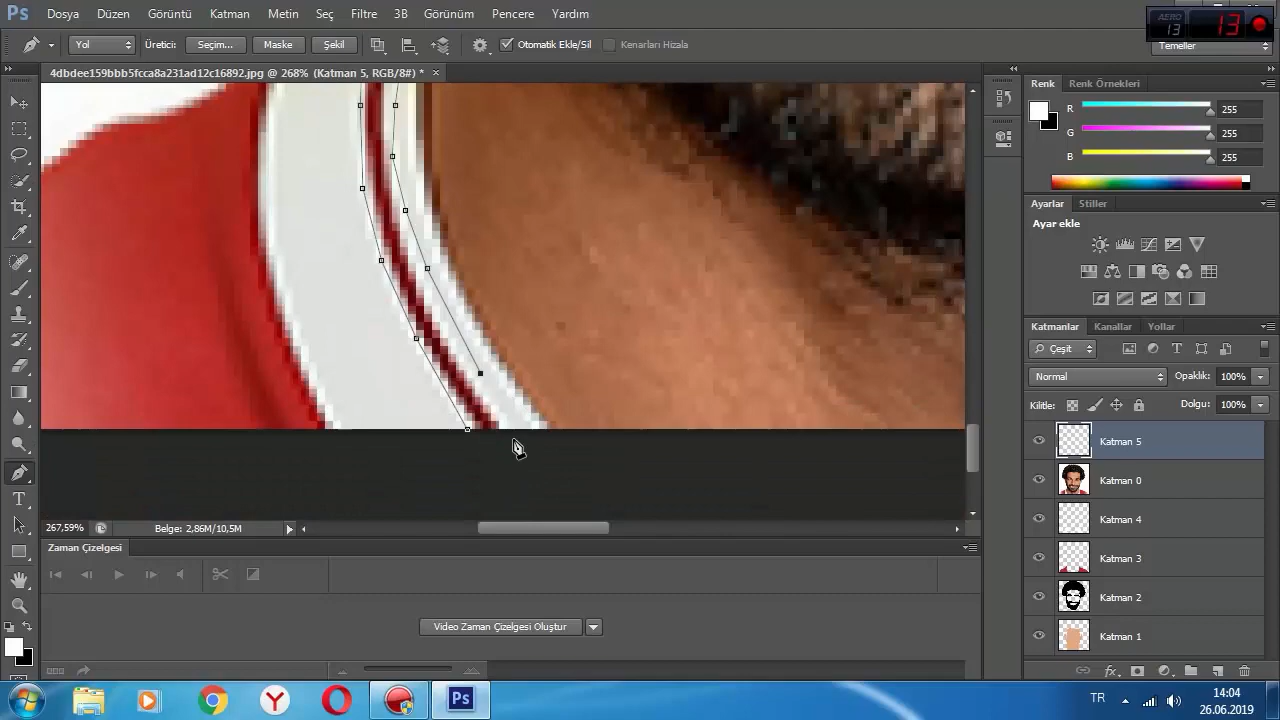 Ps Dosya Düzen Görüntü Katman Metin Seç Filtre 3B Görünüm Pencere Yardım
AERO 13 13
Yol Üretici: Seçim... Maske Şekil Otomatik Ekle/Sil Kenarları Hizala Temeller
4dbdee159bbb5fcca8a231ad12c16892.jpg @ 268% (Katman 5, RGB/8#) * ×
Renk Renk Örnekleri
R 255
G 255
B 255
Ayarlar Stiller
Ayar ekle
Katmanlar Kanallar Yollar
Çeşit
Normal Opaklık: 100%
Kilitle: Dolgu: 100%
Katman 5
Katman 0
Katman 4
Katman 3
Katman 2
Katman 1
267,59% Belge: 2,86M/10,5M
Zaman Çizelgesi
Video Zaman Çizelgesi Oluştur
TR 14:04
26.06.2019